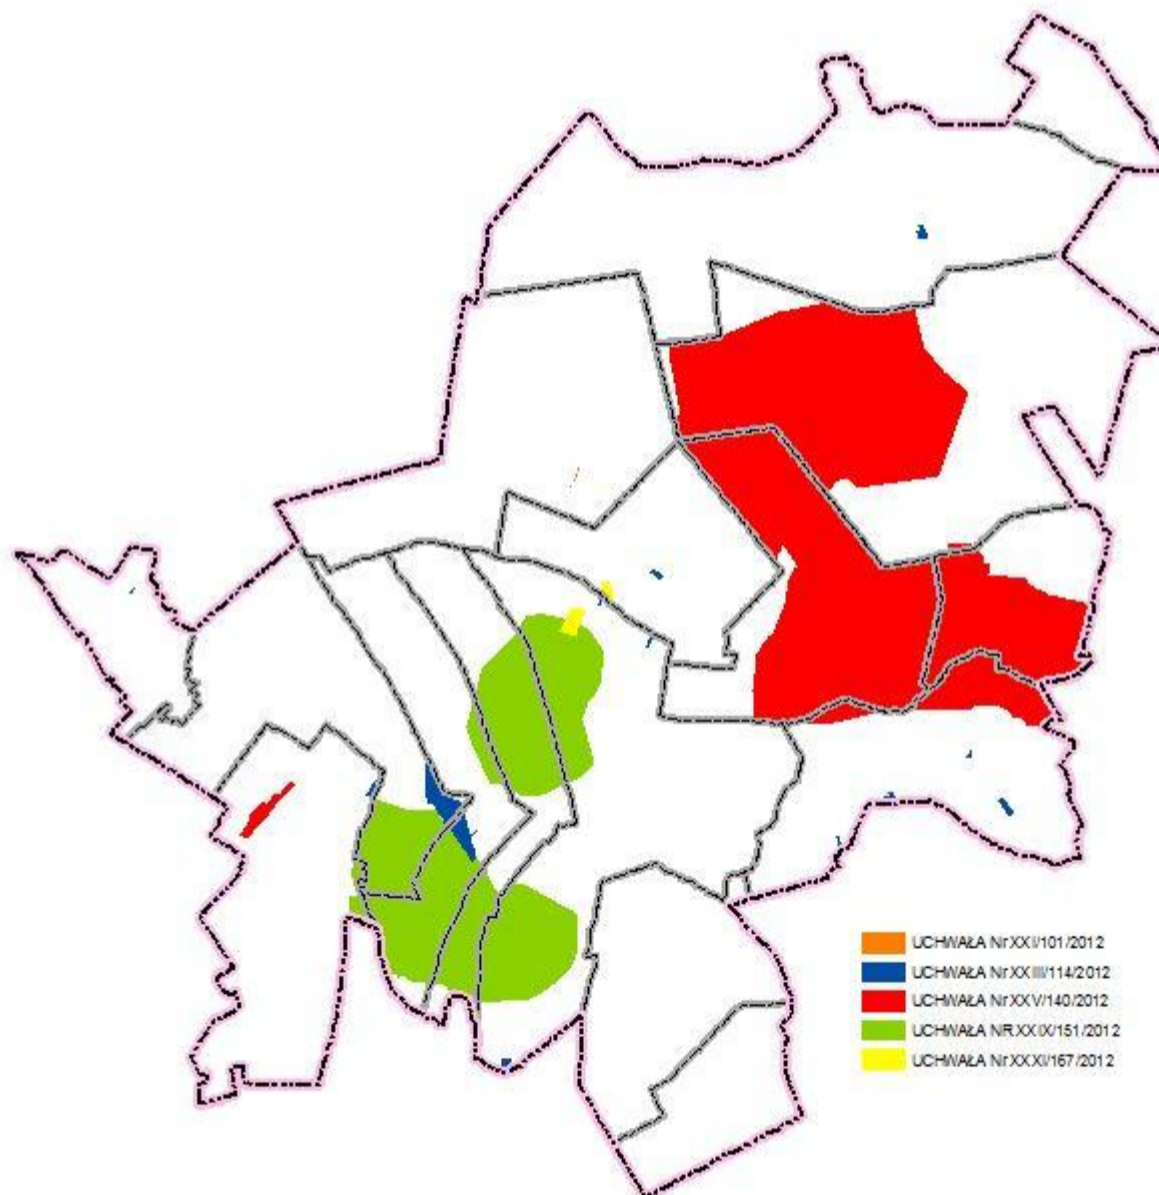 UCHWAŁA Nr XXI/101/2012
UCHWAŁA Nr XXIII/114/2012
UCHWAŁA Nr XXV/140/2012
UCHWAŁA NR XXIX/151/2012
UCHWAŁA Nr XXXI/167/2012